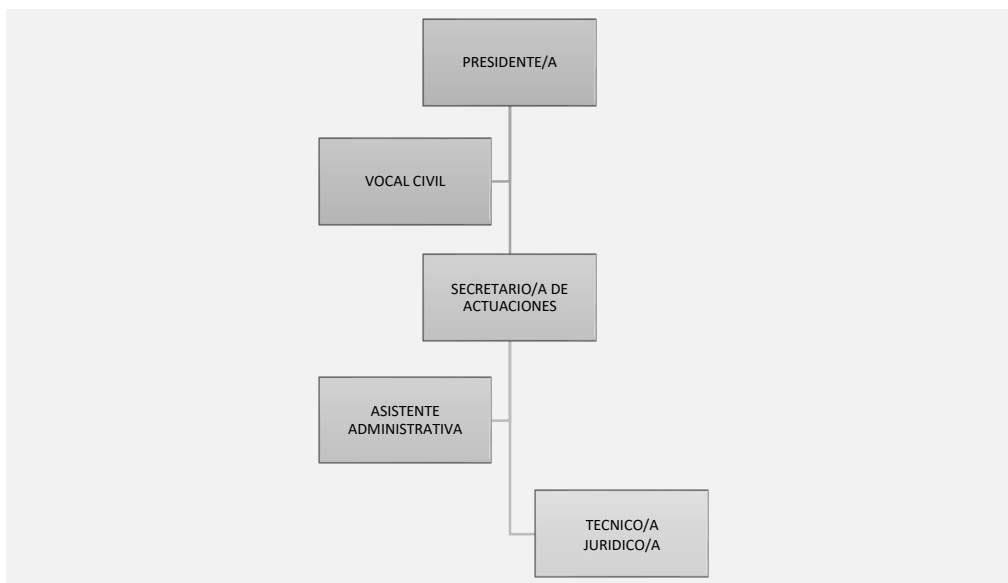 PRESIDENTE/A
VOCAL CIVIL
SECRETARIO/A DE
ACTUACIONES
ASISTENTE
ADMINISTRATIVA
TECNICO/A
JURIDICO/A